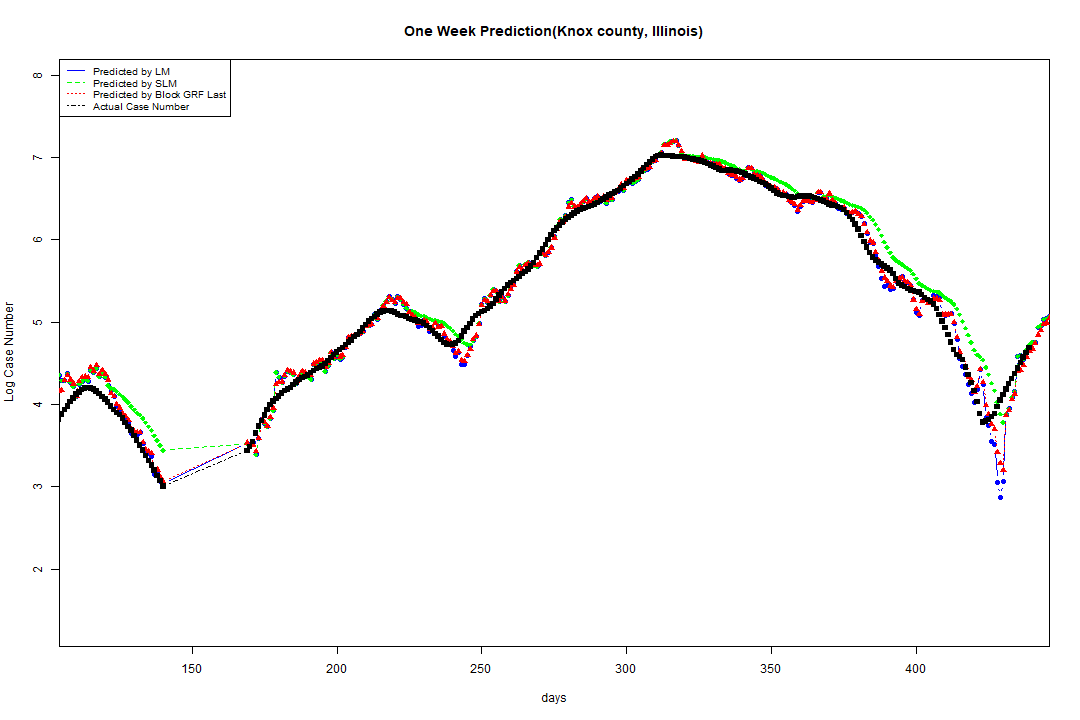 One Week Prediction(Knox county, Illinois)
Predicted by LM
Predicted by SLM
Predicted by Block GRF Last
Actual Case Number
8
7
6
5
4
3
2
Log Case Number
150 200 250 300 350 400
days